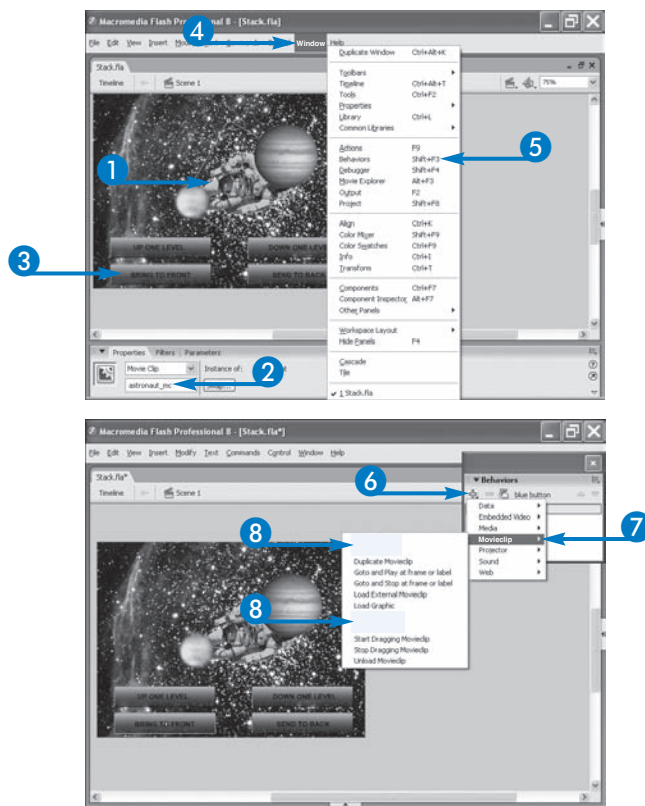 Macromedia Flash Professional 8 - [Stack.fla]
4
File Edit View Insert Window Help
Stack.fla
Timeline Scene 1 75%
Duplicate Window Ctrl+Alt+K
Toolbars
Timeline Ctrl+Alt+T
Tools Ctrl+F2
Properties
Library Ctrl+L
Common Libraries
Actions F9
Behaviors Shift+F3
5
Debugger Shift+F4
Movie Explorer Alt+F3
Output F2
Project Shift+F8
Align Ctrl+K
Color Mixer Shift+F9
Color Swatches Ctrl+F9
Info Ctrl+I
Transform Ctrl+T
Components Ctrl+F7
Component Inspector Alt+F7
Other Panels
Workspace Layout
Hide Panels F4
Cascade
Tile
1 Stack.fla
1
UP ONE LEVEL DOWN ONE LEVE
3
BRING TO FRONT SEND TO BACK
Properties Filters Parameters
Movie Clip Instance of:
2
astronaut_mc Swap...
Macromedia Flash Professional 8 - [Stack.fla*]
File Edit View Insert Modify Text Commands Control Window Help
Stack.fla*
Timeline Scene 1
Behaviors
6
blue button
Data
Embedded Video
Media
Movieclip
7
Projector
Sound
Web
8
Duplicate Movieclip
Goto and Play at frame or label
Goto and Stop at frame or label
Load External Movieclip
Load Graphic
8
Start Dragging Movieclip
Stop Dragging Movieclip
Unload Movieclip
UP ONE LEVEL DOWN ONE LEVEL
BRING TO FRONT SEND TO BACK